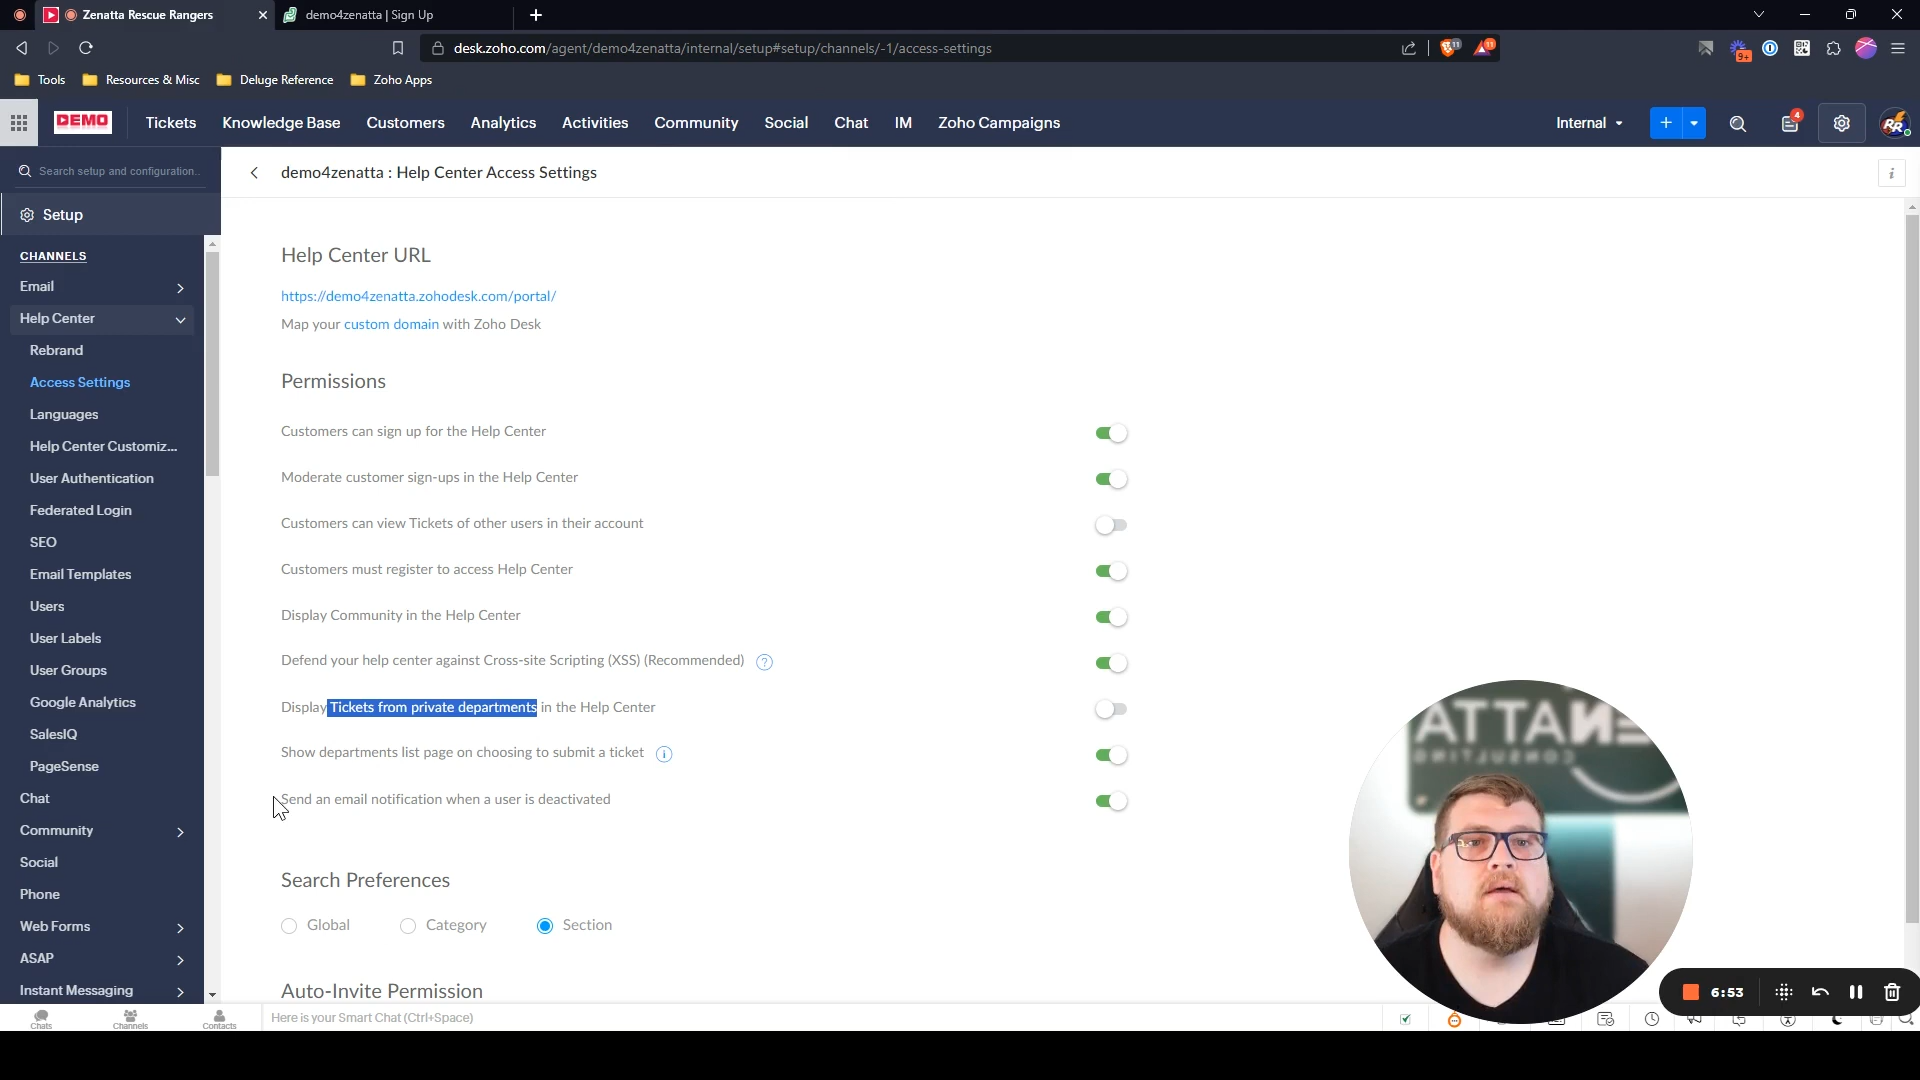 Zenatta Rescue Rangers
demo4zenatta | Sign Up
desk.zoho.com/agent/demo4zenatta/internal/setup#setup/channels/-1/access-settings
11
11
9+
Tools
Resources & Misc
Deluge Reference
Zoho Apps
DEMO
Tickets
Knowledge Base
Customers
Analytics
Activities
Community
Social
Chat
IM
Zoho Campaigns
Internal
4
RR
Search setup and configuration..
demo4zenatta : Help Center Access Settings
Setup
CHANNELS
Email
Help Center
Rebrand
Access Settings
Languages
Help Center Customiz...
User Authentication
Federated Login
SEO
Email Templates
Users
User Labels
User Groups
Google Analytics
SalesIQ
PageSense
Chat
Community
Social
Phone
Web Forms
ASAP
Instant Messaging
Help Center URL
https://demo4zenatta.zohodesk.com/portal/
Map your custom domain with Zoho Desk
Permissions
Customers can sign up for the Help Center
Moderate customer sign-ups in the Help Center
Customers can view Tickets of other users in their account
Customers must register to access Help Center
Display Community in the Help Center
Defend your help center against Cross-site Scripting (XSS) (Recommended)
Display Tickets from private departments in the Help Center
Show departments list page on choosing to submit a ticket
Send an email notification when a user is deactivated
Search Preferences
Global
Category
Section
Auto-Invite Permission
6:53
Chats
Channels
Contacts
Here is your Smart Chat (Ctrl+Space)